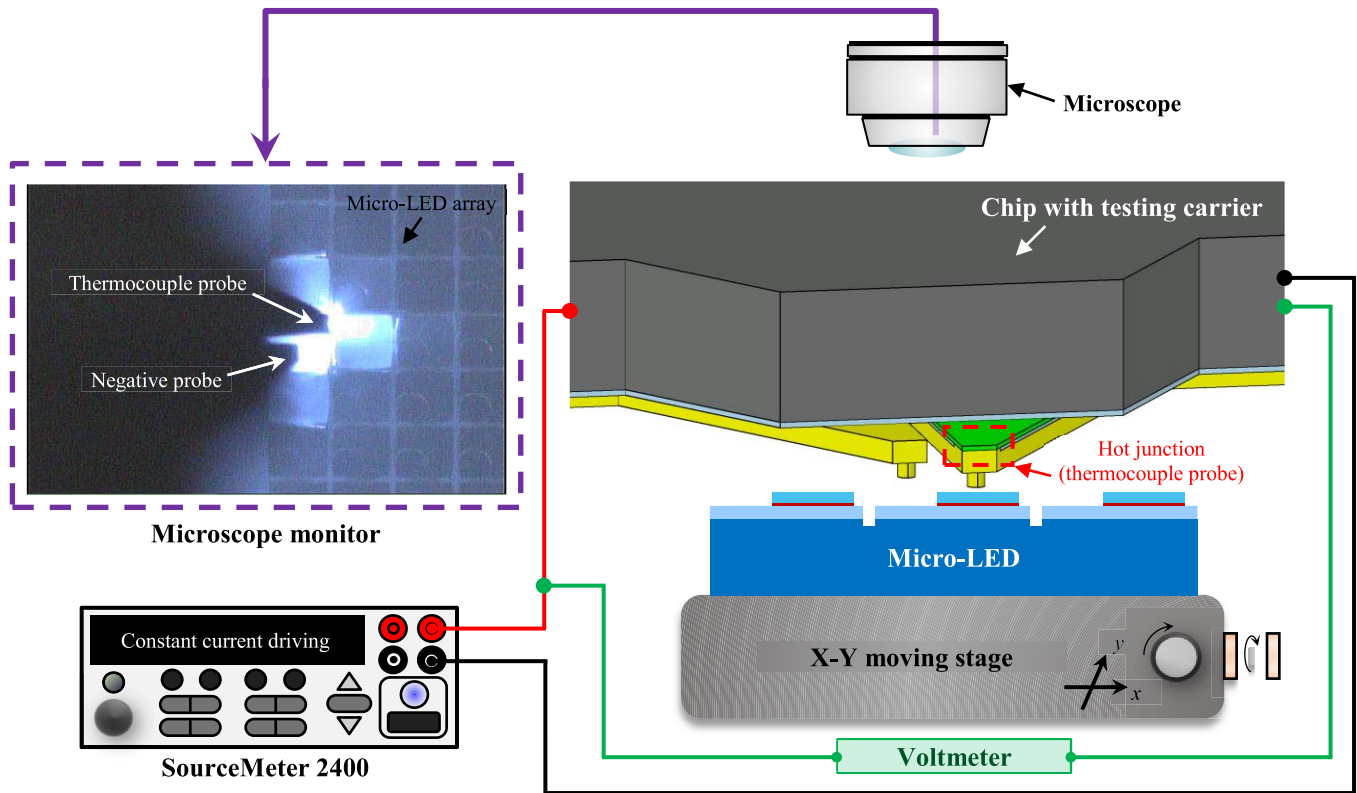 Microscope
Micro-LED array
Thermocouple probe
Negative probe
Microscope monitor
Chip with testing carrier
Hot junction
(thermocouple probe)
Micro-LED
X-Y moving stage
y
x
Constant current driving
SourceMeter 2400
Voltmeter